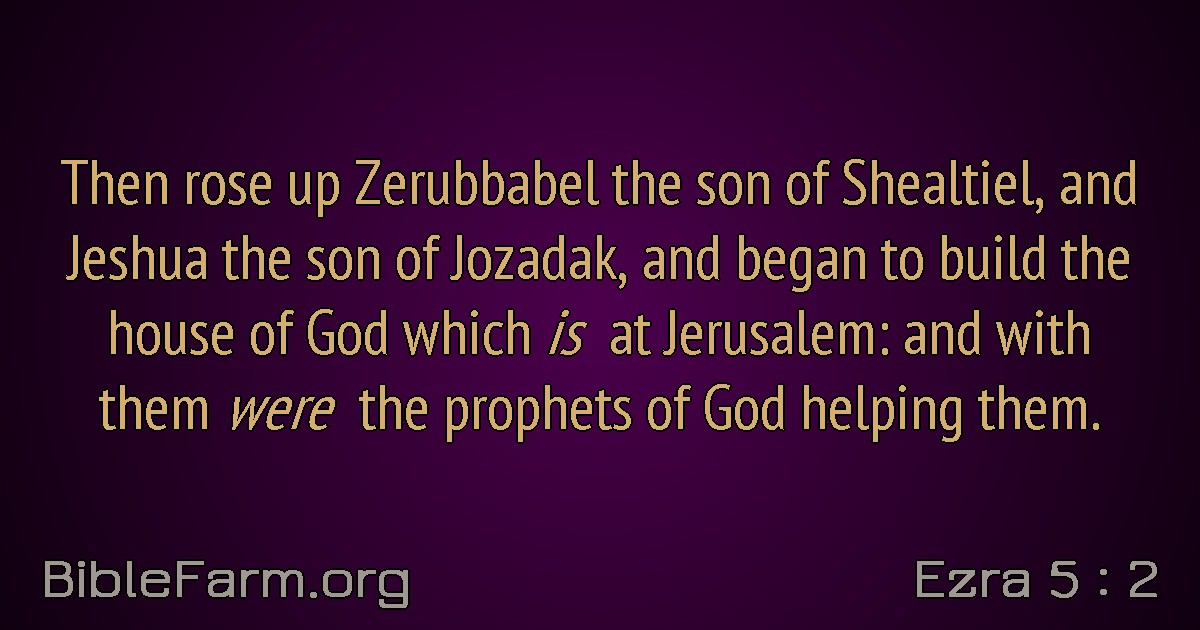 Then rose up Zerubbabel the son of Shealtiel, and
Jeshua the son of Jozadak, and began to build the
house of God which is at Jerusalem: and with
them were the prophets of God helping them.
BibleFarm.org
Ezra 5 : 2